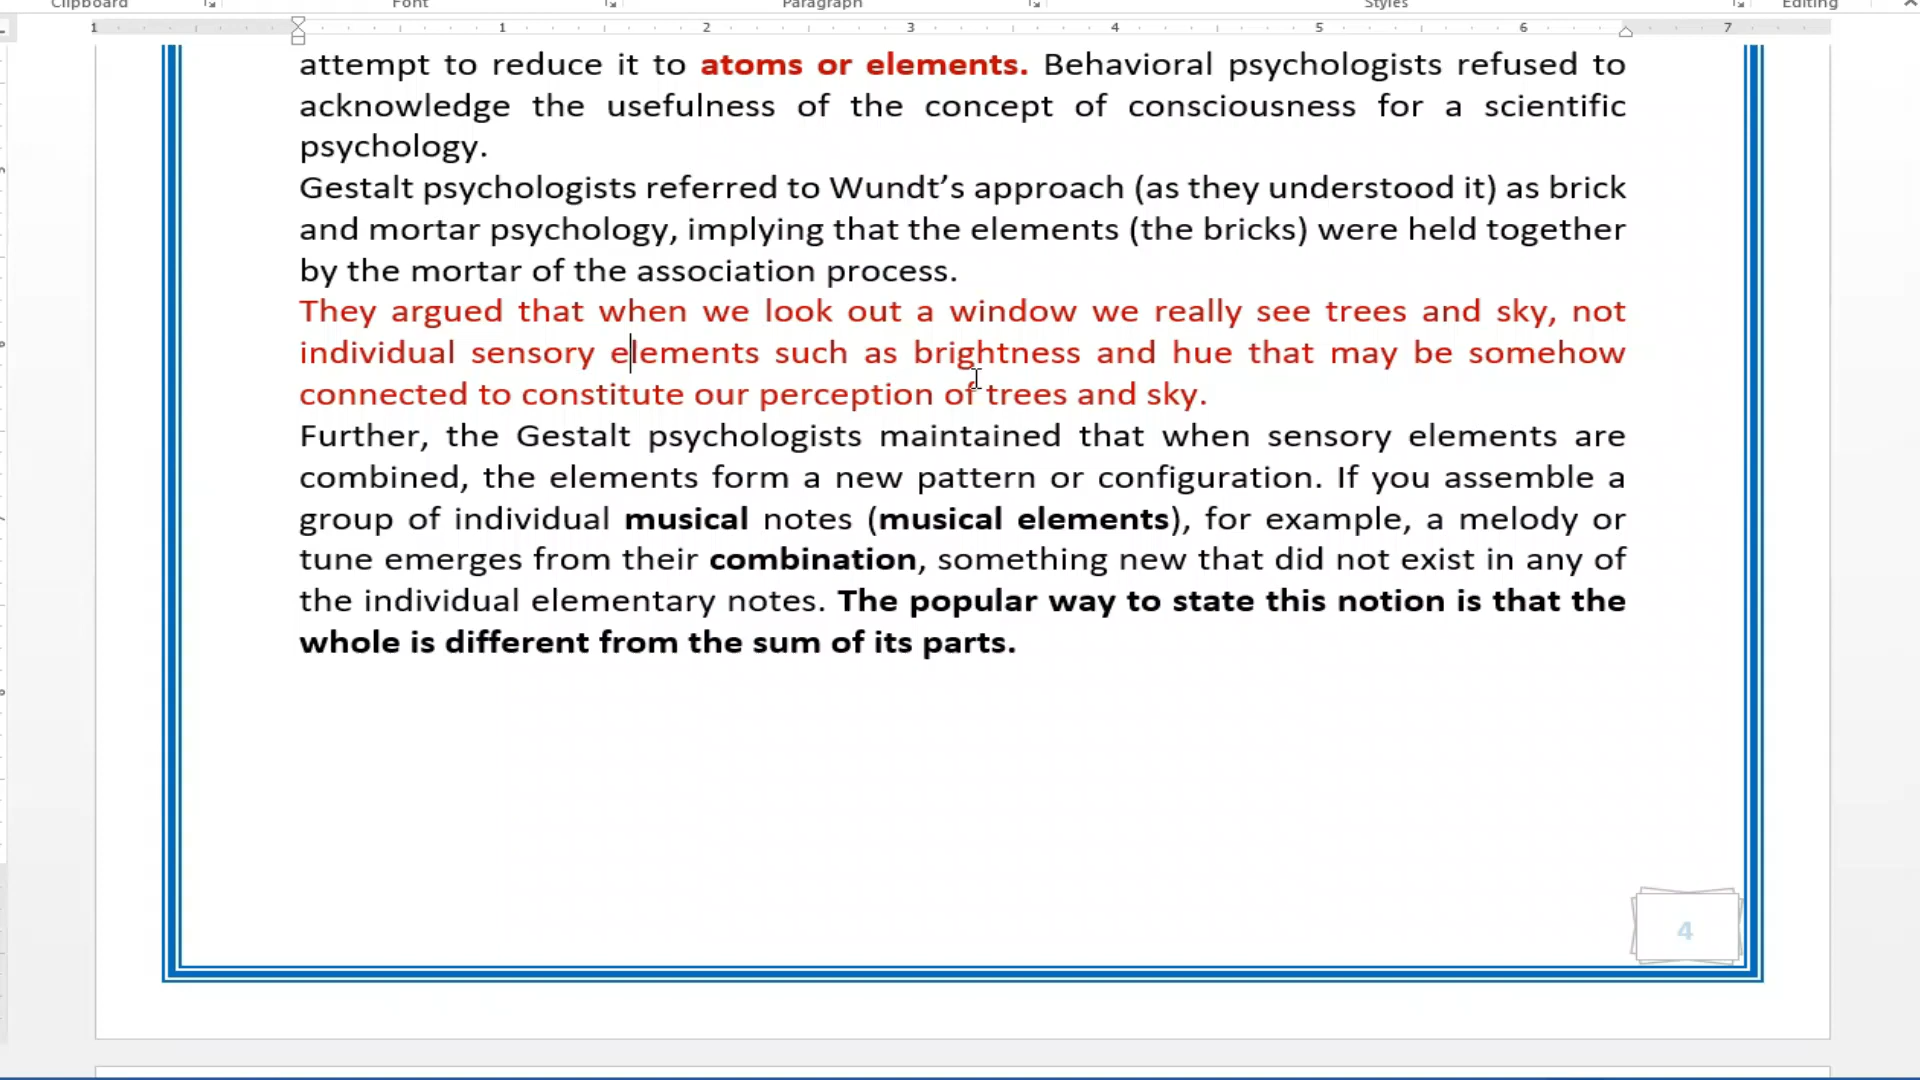 Clipboard Font Paragraph Styles Editing
1 1 2 3 4 5 6 7
attempt to reduce it to atoms or elements. Behavioral psychologists refused to
acknowledge the usefulness of the concept of consciousness for a scientific
psychology.
Gestalt psychologists referred to Wundt’s approach (as they understood it) as brick
and mortar psychology, implying that the elements (the bricks) were held together
by the mortar of the association process.
They argued that when we look out a window we really see trees and sky, not
individual sensory elements such as brightness and hue that may be somehow
connected to constitute our perception of trees and sky.
Further, the Gestalt psychologists maintained that when sensory elements are
combined, the elements form a new pattern or configuration. If you assemble a
group of individual musical notes (musical elements), for example, a melody or
tune emerges from their combination, something new that did not exist in any of
the individual elementary notes. The popular way to state this notion is that the
whole is different from the sum of its parts.
4